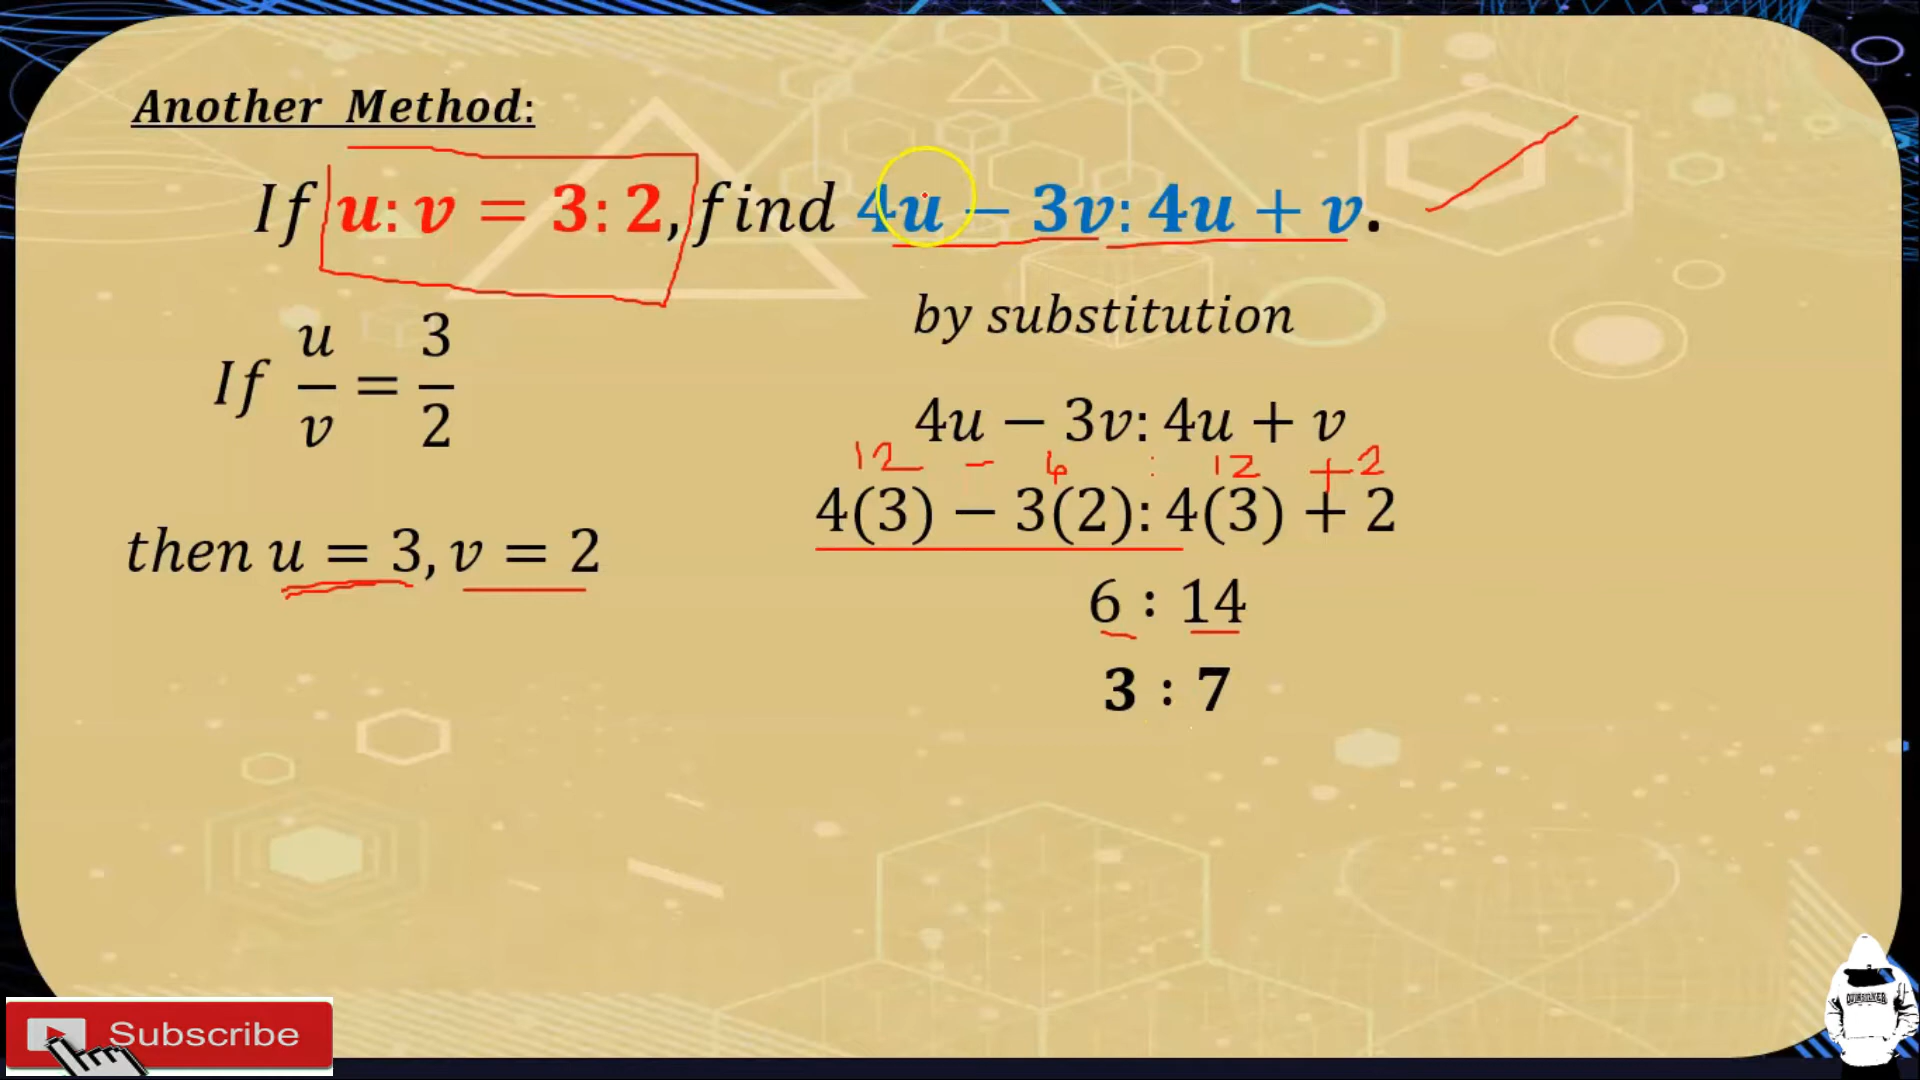 Another Method:
If u: v = 3: 2, find 4u − 3v: 4u + v.
If u/v = 3/2
then u = 3, v = 2
by substitution
4u − 3v: 4u + v
12 − 6 : 12 + 2
4(3) − 3(2): 4(3) + 2
6 : 14
3 : 7
Subscribe